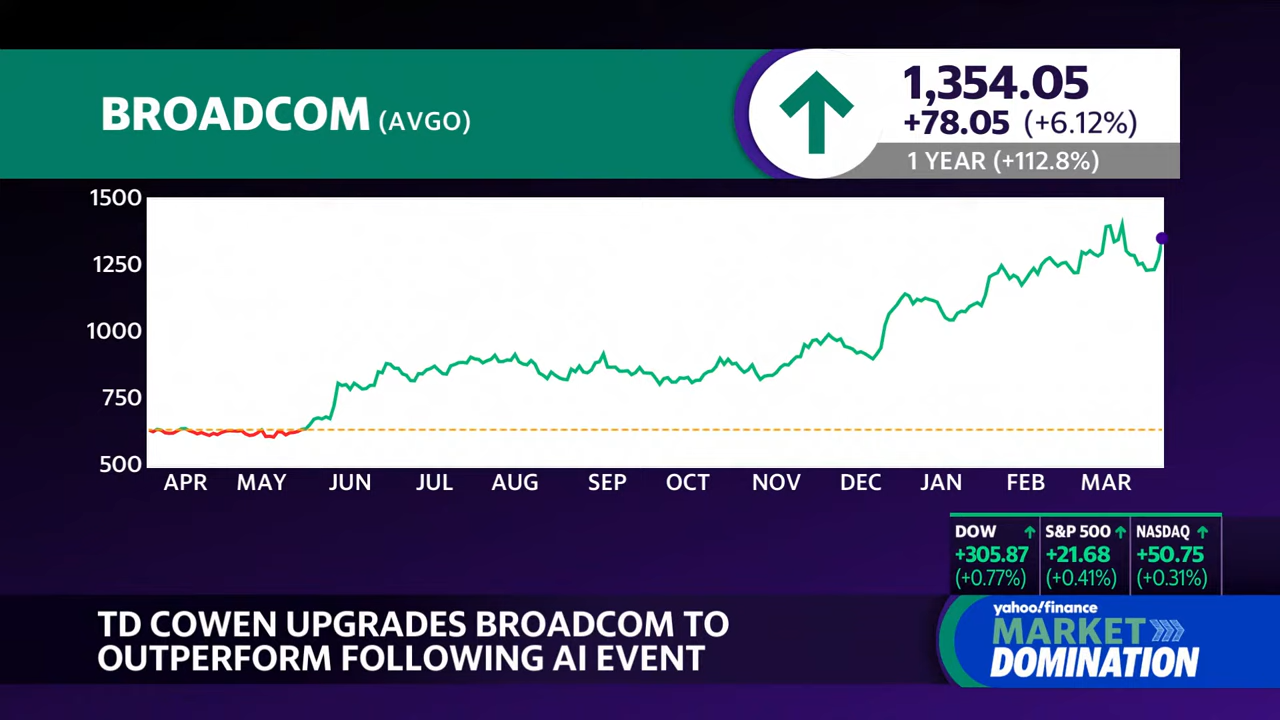 BROADCOM (AVGO)
1,354.05
+78.05 (+6.12%)
1 YEAR (+112.8%)
1500
1250
1000
750
500
APR MAY JUN JUL AUG SEP OCT NOV DEC JAN FEB MAR
DOW S&P 500 NASDAQ
+305.87 +21.68 +50.75
(+0.77%) (+0.41%) (+0.31%)
TD COWEN UPGRADES BROADCOM TO
OUTPERFORM FOLLOWING AI EVENT
yahoo!finance
MARKET
DOMINATION